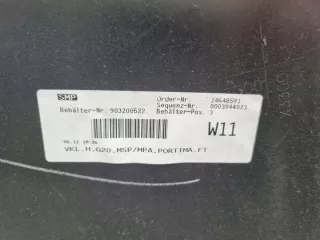 SMP
Behälter-Nr. 903200522
Order-Nr. 24648591
Sequenz-Nr. 0003944023
Behälter-Pos. 3
W11
VKL.M.G20,MSP/MPA,PORTIMA.FT